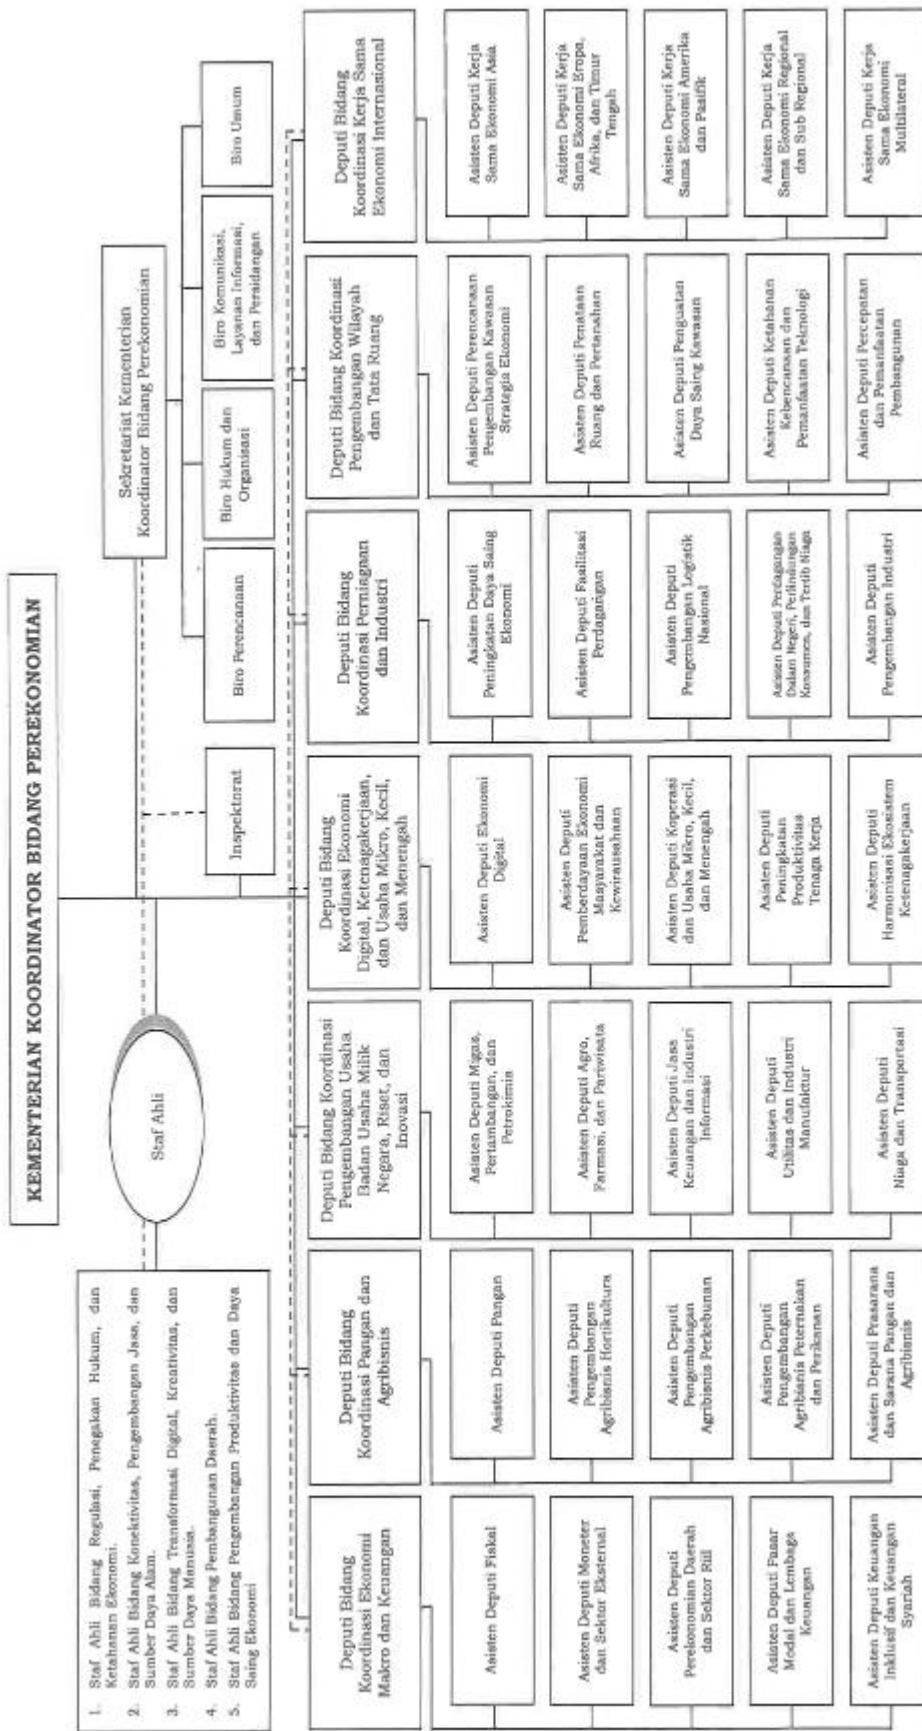 KEMENTERIAN KOORDINATOR BIDANG PEREKONOMIAN
1. Staf Ahli Bidang Regulasi, Penegakan Hukum, dan
Ketahanan Ekonomi.
2. Staf Ahli Bidang Konektivitas, Pengembangan Jasa, dan
Sumber Daya Alam.
3. Staf Ahli Bidang Transformasi Digital, Kreativitas, dan
Sumber Daya Manusia.
4. Staf Ahli Bidang Pembangunan Daerah.
5. Staf Ahli Bidang Pengembangan Produktivitas dan Daya
Saing Ekonomi
Staf Ahli
Sekretariat Kementerian
Koordinator Bidang Perekonomian
Inspektorat
Biro Perencanaan
Biro Hukum dan
Organisasi
Biro Komunikasi,
Layanan Informasi,
dan Persidangan
Biro Umum
Deputi Bidang
Koordinasi Ekonomi
Makro dan Keuangan
Asisten Deputi Fiskal
Asisten Deputi Moneter
dan Sektor Eksternal
Asisten Deputi
Perekonomian Daerah
dan Sektor Riil
Asisten Deputi Pasar
Modal dan Lembaga
Keuangan
Asisten Deputi Keuangan
Inklusif dan Keuangan
Syariah
Deputi Bidang
Koordinasi Pangan dan
Agribisnis
Asisten Deputi Pangan
Asisten Deputi
Pengembangan
Agribisnis Hortikultura
Asisten Deputi
Pengembangan
Agribisnis Perkebunan
Asisten Deputi
Pengembangan
Agribisnis Peternakan
dan Perikanan
Asisten Deputi Prasarana
dan Sarana Pangan dan
Agribisnis
Deputi Bidang Koordinasi
Pengembangan Usaha
Badan Usaha Milik
Negara, Riset, dan
Inovasi
Asisten Deputi Migas,
Pertambangan, dan
Petrokimia
Asisten Deputi Agro,
Farmasi, dan Pariwisata
Asisten Deputi Jasa
Keuangan dan Industri
Informasi
Asisten Deputi
Utilitas dan Industri
Manufaktur
Asisten Deputi
Niaga dan Transportasi
Deputi Bidang
Koordinasi Ekonomi
Digital, Ketenagakerjaan,
dan Usaha Mikro, Kecil,
dan Menengah
Asisten Deputi Ekonomi
Digital
Asisten Deputi
Pemberdayaan Ekonomi
Masyarakat dan
Kewirausahaan
Asisten Deputi Koperasi
dan Usaha Mikro, Kecil,
dan Menengah
Asisten Deputi
Peningkatan
Produktivitas
Tenaga Kerja
Asisten Deputi
Harmonisasi Ekosistem
Ketenagakerjaan
Deputi Bidang
Koordinasi Perniagaan
dan Industri
Asisten Deputi
Peningkatan Daya Saing
Ekonomi
Asisten Deputi Fasilitasi
Perdagangan
Asisten Deputi
Pengembangan Logistik
Nasional
Asisten Deputi Perdagangan
Dalam Negeri, Perlindungan
Konsumen, dan Tertib Niaga
Asisten Deputi
Pengembangan Industri
Deputi Bidang Koordinasi
Pengembangan Wilayah
dan Tata Ruang
Asisten Deputi Perencanaan
Pengembangan Kawasan
Strategis Ekonomi
Asisten Deputi Penataan
Ruang dan Pertanahan
Asisten Deputi Penguatan
Daya Saing Kawasan
Asisten Deputi Ketahanan
Kebencanaan dan
Pemanfaatan Teknologi
Asisten Deputi Percepatan
dan Pemanfaatan
Pembangunan
Deputi Bidang
Koordinasi Kerja Sama
Ekonomi Internasional
Asisten Deputi Kerja
Sama Ekonomi Asia
Asisten Deputi Kerja
Sama Ekonomi Eropa,
Afrika, dan Timur
Tengah
Asisten Deputi Kerja
Sama Ekonomi Amerika
dan Pasifik
Asisten Deputi Kerja
Sama Ekonomi Regional
dan Sub Regional
Asisten Deputi Kerja
Sama Ekonomi
Multilateral